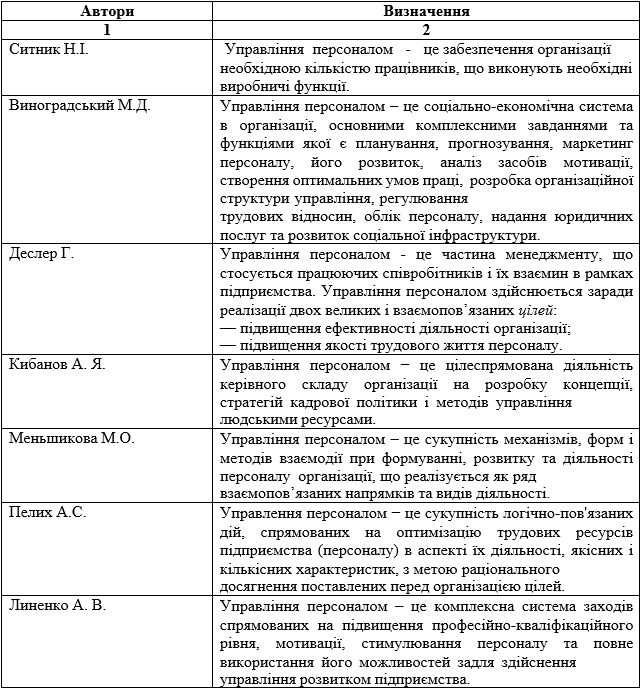 Автори Визначення
1 2
Ситник Н.І. Управління персоналом - це забезпечення організації
необхідною кількістю працівників, що виконують необхідні
виробничі функції.
Виноградський М.Д. Управління персоналом – це соціально-економічна система
в організації, основними комплексними завданнями та
функціями якої є планування, прогнозування, маркетинг
персоналу, його розвиток, аналіз засобів мотивації,
створення оптимальних умов праці, розробка організаційної
структури управління, регулювання
трудових відносин, облік персоналу, надання юридичних
послуг та розвиток соціальної інфраструктури.
Деслер Г. Управління персоналом - це частина менеджменту, що
стосується працюючих співробітників і їх взаємин в рамках
підприємства. Управління персоналом здійснюється заради
реалізації двох великих і взаємопов’язаних цілей:
— підвищення ефективності діяльності організації;
— підвищення якості трудового життя персоналу.
Кибанов А. Я. Управління персоналом – це цілеспрямована діяльність
керівного складу організації на розробку концепції,
стратегій кадрової політики і методів управління
людськими ресурсами.
Меньшикова М.О. Управління персоналом – це сукупність механізмів, форм і
методів взаємодії при формуванні, розвитку та діяльності
персоналу організації, що реалізується як ряд
взаємопов’язаних напрямків та видів діяльності.
Пелих А.С. Управлення персоналом – це сукупність логічно-пов'язаних
дій, спрямованих на оптимізацію трудових ресурсів
підприємства (персоналу) в аспекті їх діяльності, якісних і
кількісних характеристик, з метою раціонального
досягнення поставлених перед організацією цілей.
Линенко А. В. Управління персоналом – це комплексна система заходів
спрямованих на підвищення професійно-кваліфікаційного
рівня, мотивації, стимулювання персоналу та повне
використання його можливостей задля здійснення
управління розвитком підприємства.